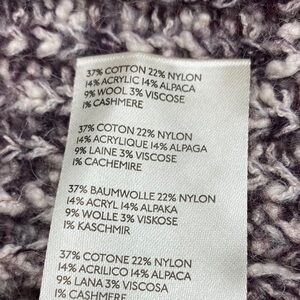 37% COTTON 22% NYLON
14% ACRYLIC 14% ALPACA
9% WOOL 3% VISCOSE
1% CASHMERE
37% COTON 22% NYLON
14% ACRYLIQUE 14% ALPAGA
9% LAINE 3% VISCOSE
1% CACHEMIRE
37% BAUMWOLLE 22% NYLON
14% ACRYL 14% ALPAKA
9% WOLLE 3% VISKOSE
1% KASCHMIR
37% COTONE 22% NYLON
14% ACRILICO 14% ALPACA
9% LANA 3% VISCOSA
1% CASHMERE